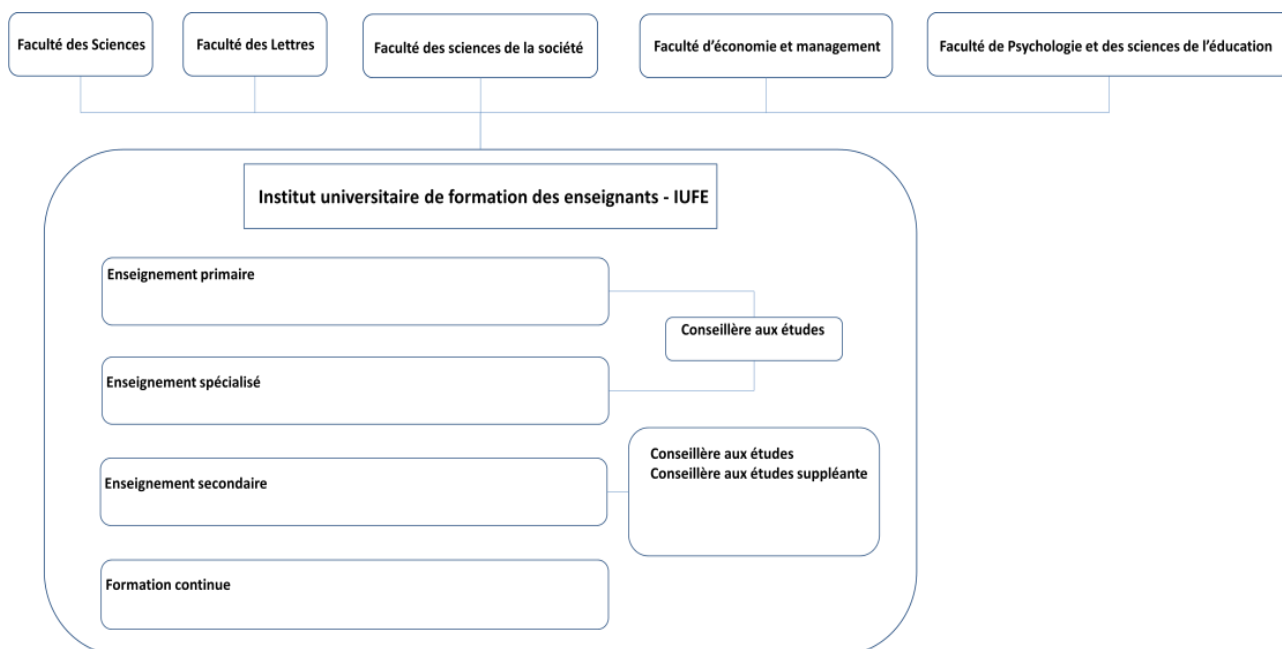 Faculté des Sciences
Faculté des Lettres
Faculté des sciences de la société
Faculté d’économie et management
Faculté de Psychologie et des sciences de l’éducation
Institut universitaire de formation des enseignants - IUFE
Enseignement primaire
Conseillère aux études
Enseignement spécialisé
Enseignement secondaire
Conseillère aux études
Conseillère aux études suppléante
Formation continue